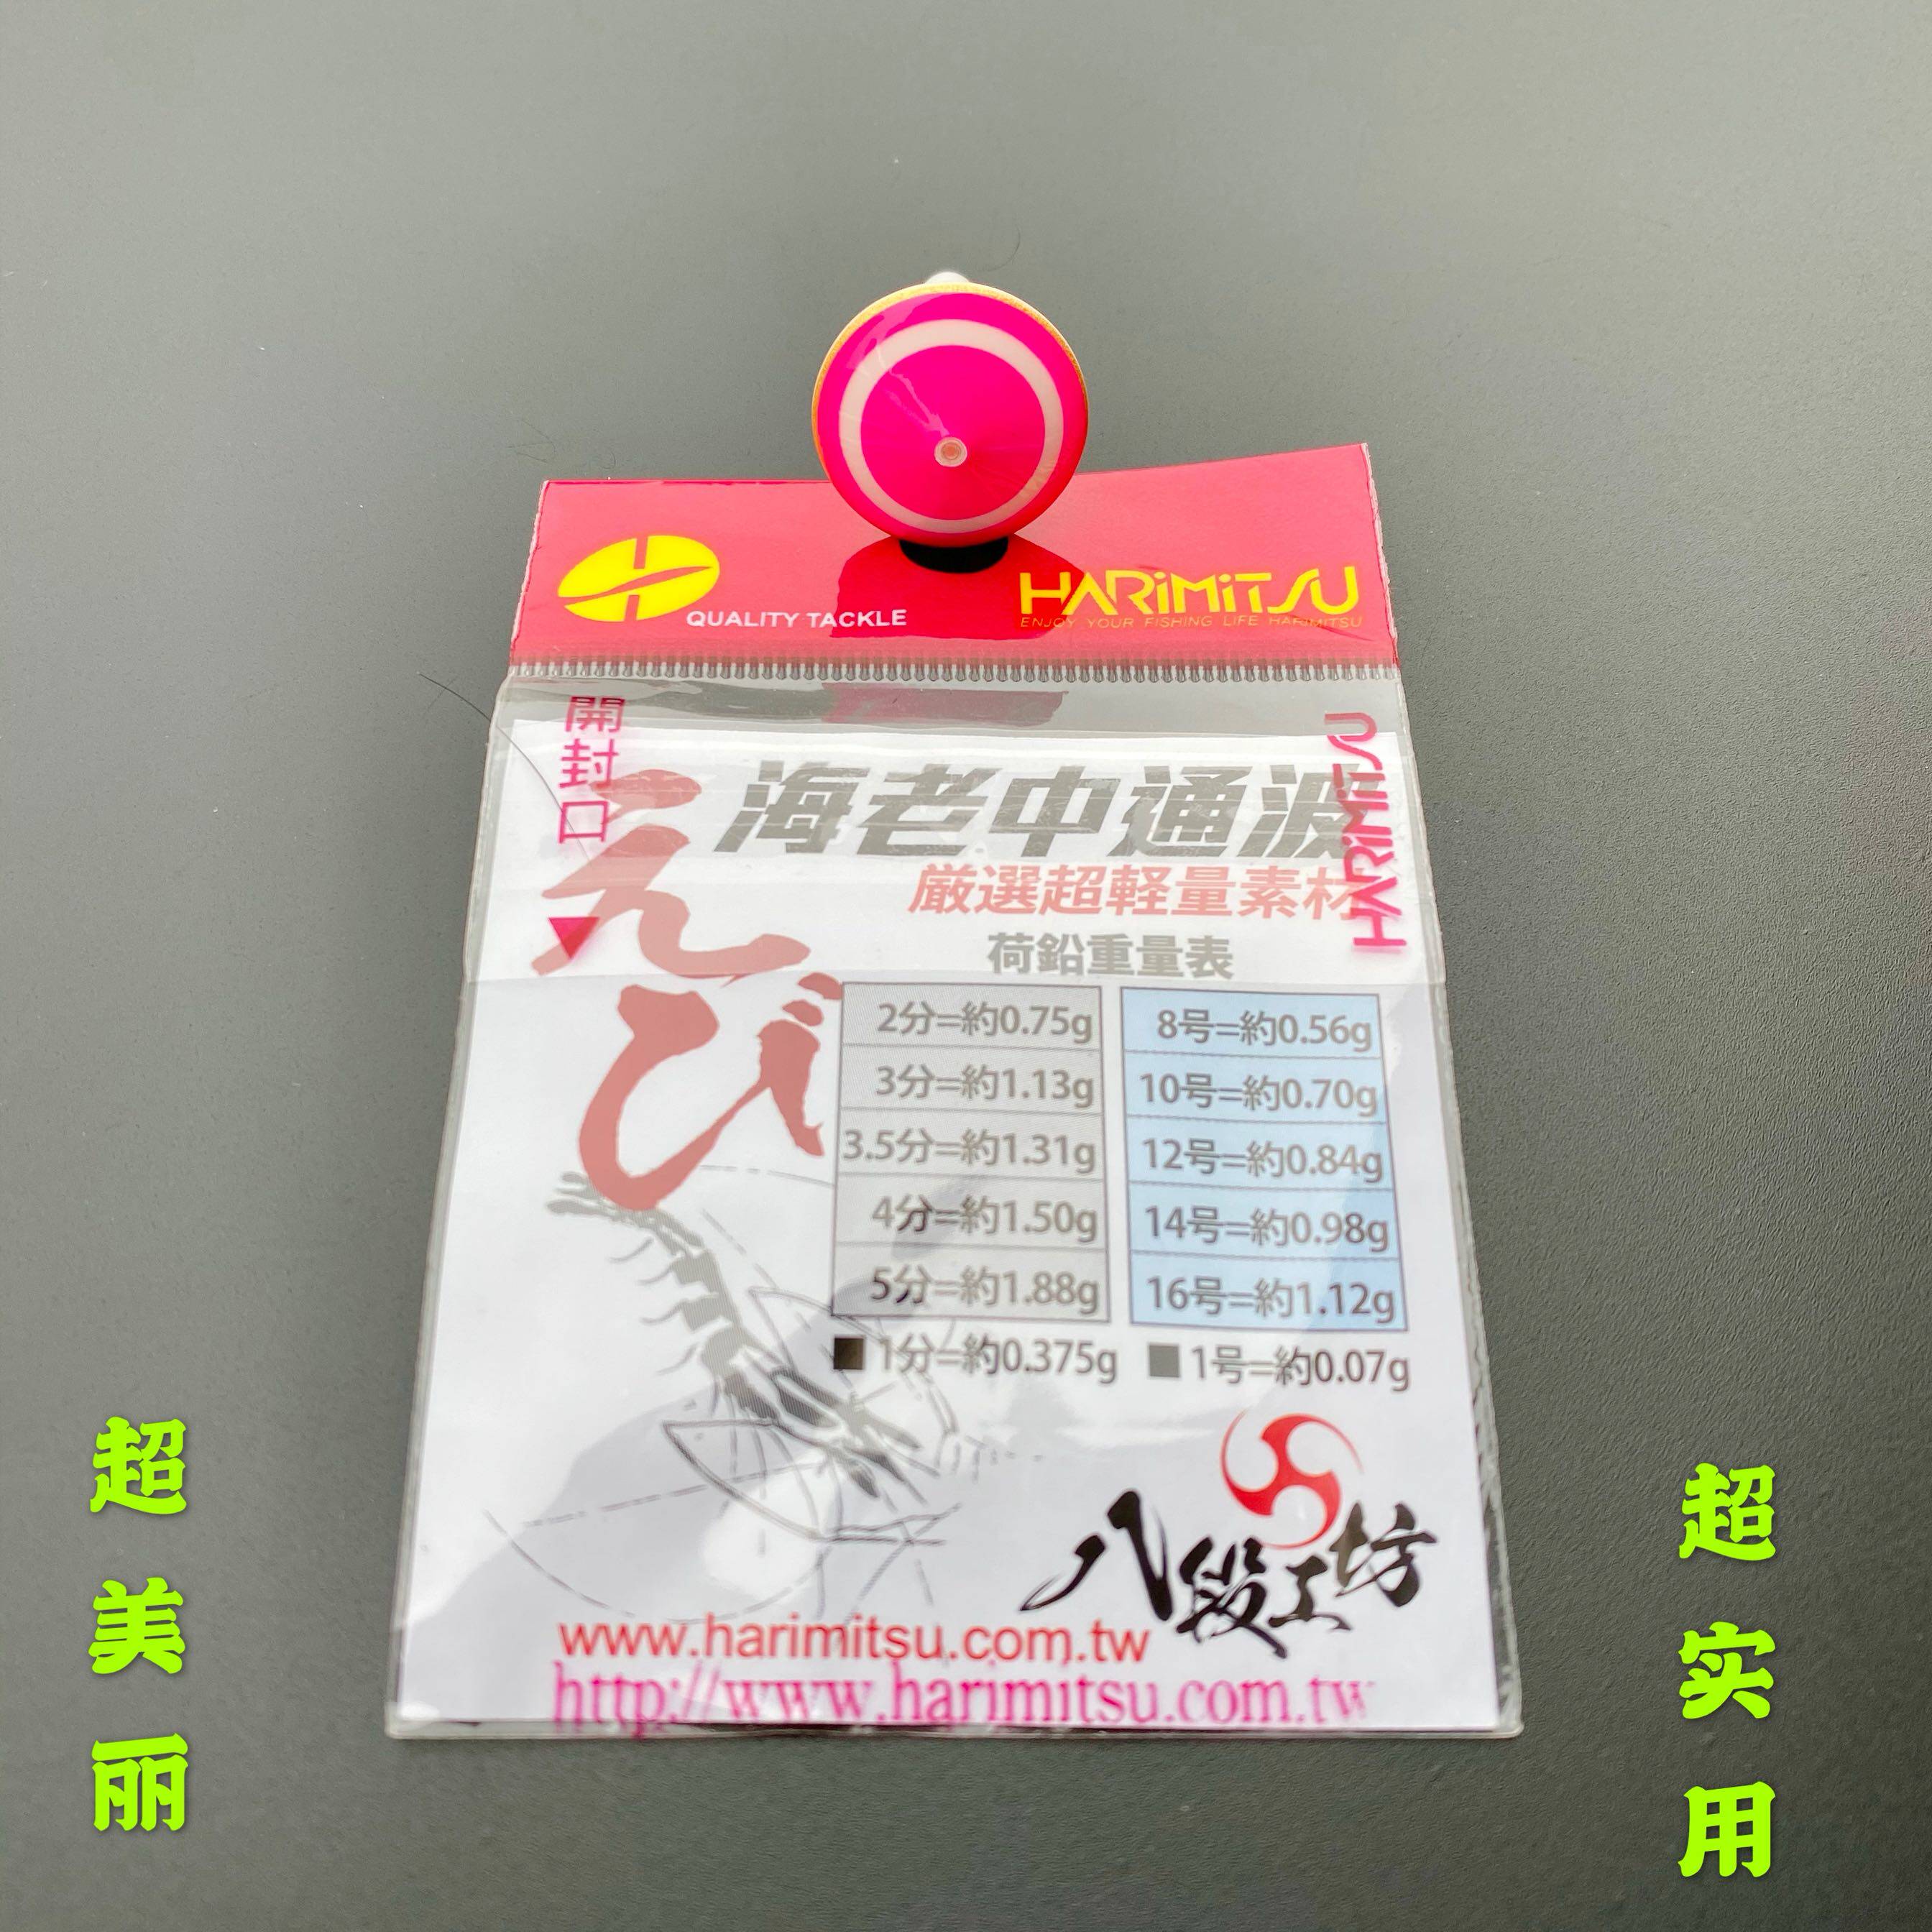 QUALITY TACKLE
HARiMiTSU
ENJOY YOUR FISHING LIFE HARIMITSU
開封口
HARiMiTSU
えび
海老中通波
厳選超軽量素材
荷鉛重量表
2分=約0.75g
3分=約1.13g
3.5分=約1.31g
4分=約1.50g
5分=約1.88g
■1分=約0.375g
8号=約0.56g
10号=約0.70g
12号=約0.84g
14号=約0.98g
16号=約1.12g
■1号=約0.07g
八段工坊
www.harimitsu.com.tw
http://www.harimitsu.com.tw
超美丽
超实用